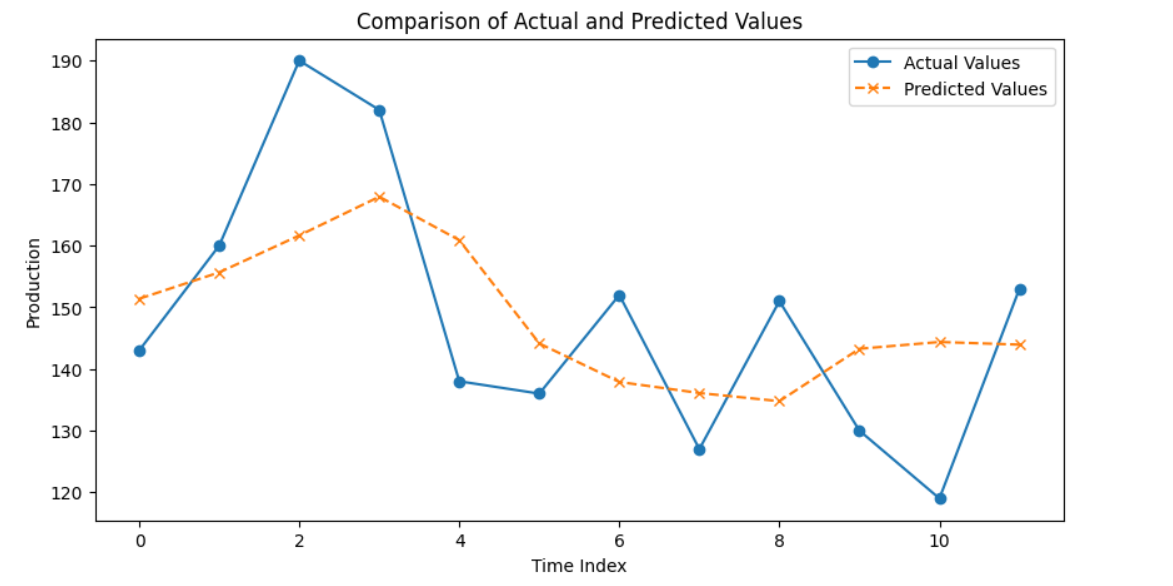 Comparison of Actual and Predicted Values
Actual Values
Predicted Values
190
180
170
160
150
140
130
120
Production
0 2 4 6 8 10
Time Index